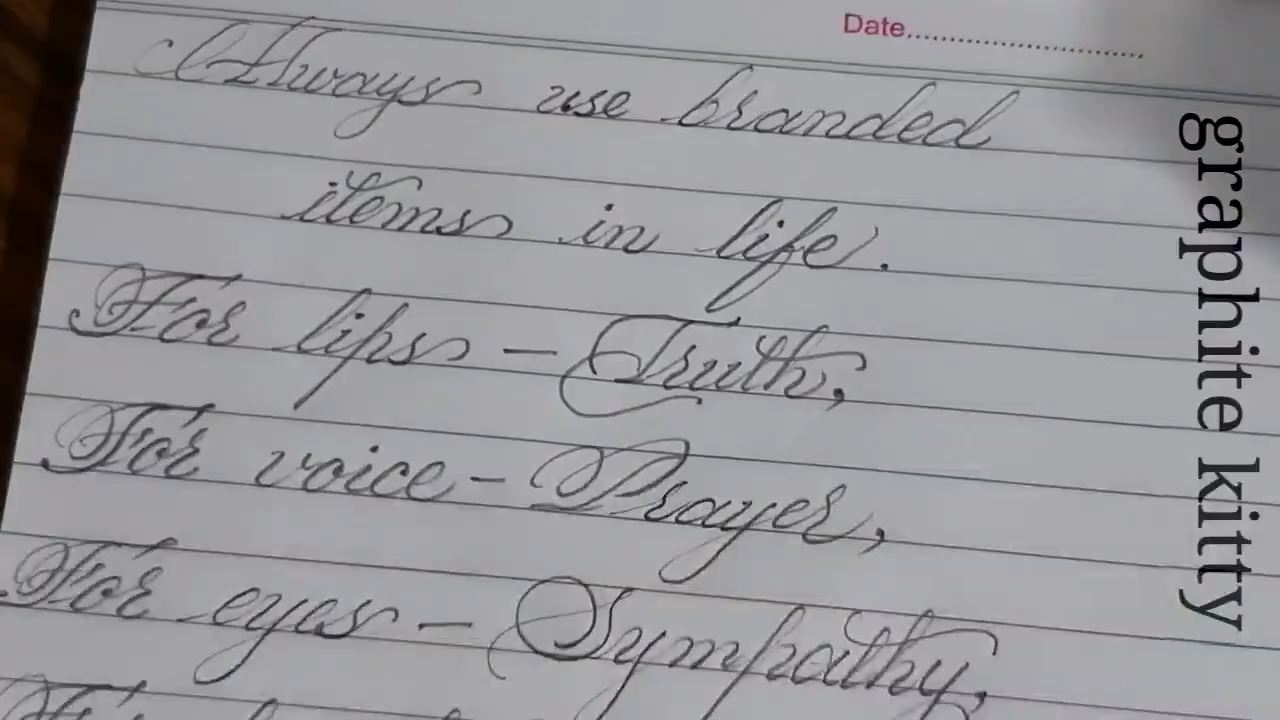 Date..............................
Always use branded
items in life.
For lips – Truth,
For voice – Prayer,
For eyes – Sympathy,
graphite kitty